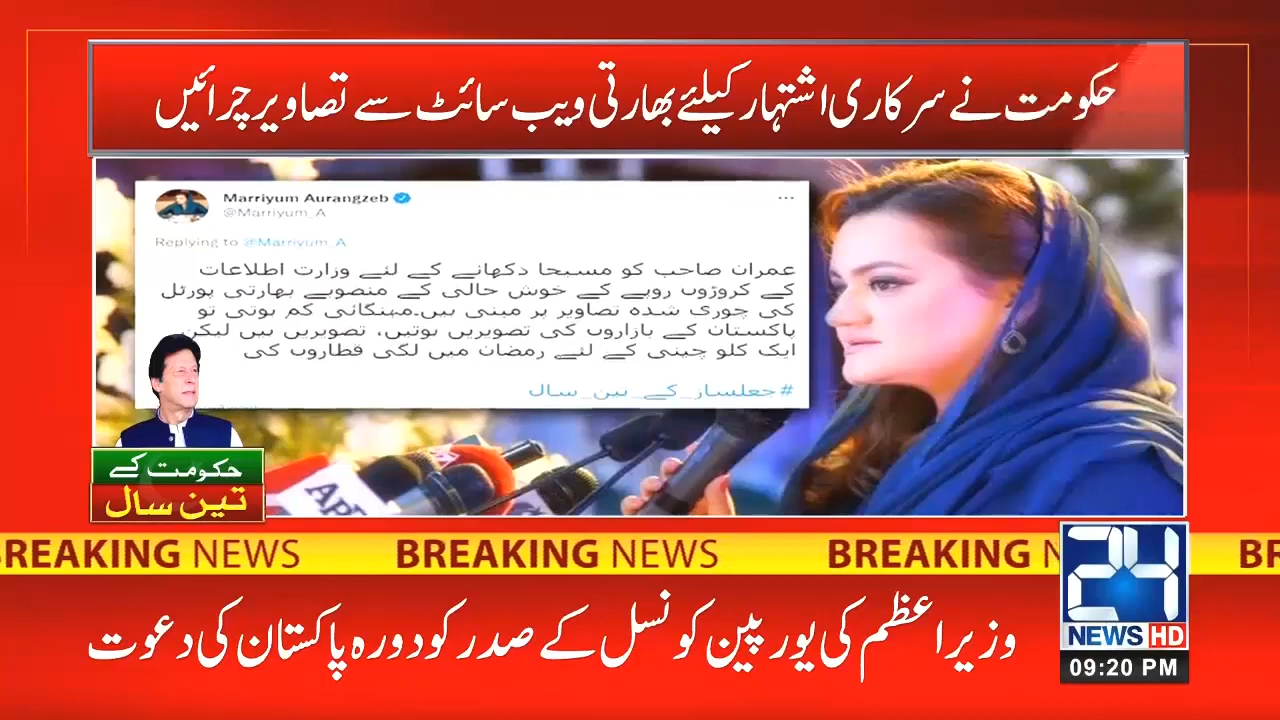 حکومت نے سرکاری اشتہار کیلئے بھارتی ویب سائٹ سے تصاویر چرائیں
Marriyum Aurangzeb
@Marriyum_A
Replying to @Marriyum_A
عمران صاحب کو مسیحا دکھانے کے لئے وزارت اطلاعات
کے کروڑوں روپے کے خوش حالی کے منصوبے بھارتی پورٹل
کی چوری شدہ تصاویر پر مبنی ہیں۔مہنگائی کم ہوتی تو
پاکستان کے بازاروں کی تصویریں ہوتیں، تصویریں ہیں لیکن
ایک کلو چینی کے لئے رمضان میں لگی قطاروں کی
#جعلساز_کے_تین_سال
حکومت کے
تین سال
BREAKING NEWS BREAKING NEWS BREAKING N BR
24
NEWS HD
09:20 PM
وزیراعظم کی یورپین کونسل کے صدر کو دورہ پاکستان کی دعوت